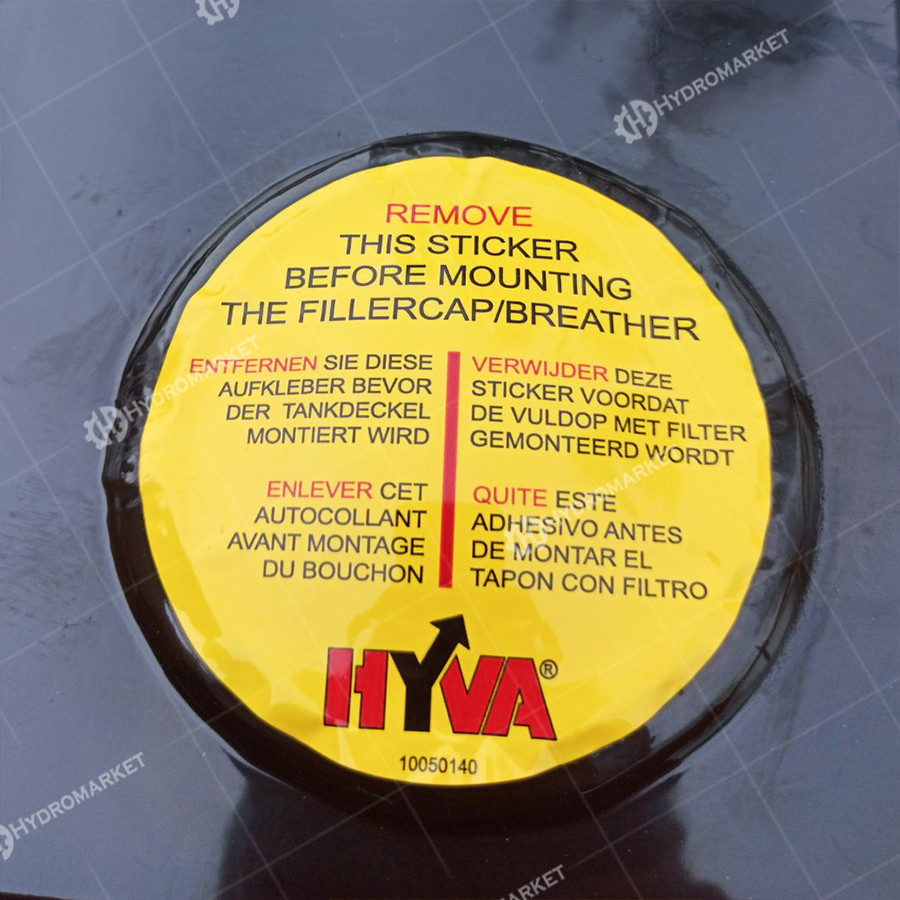 REMOVE
THIS STICKER
BEFORE MOUNTING
THE FILLERCAP/BREATHER
ENTFERNEN SIE DIESE
AUFKLEBER BEVOR
DER TANKDECKEL
MONTIERT WIRD
VERWIJDER DEZE
STICKER VOORDAT
DE VULDOP MET FILTER
GEMONTEERD WORDT
ENLEVER CET
AUTOCOLLANT
AVANT MONTAGE
DU BOUCHON
QUITE ESTE
ADHESIVO ANTES
DE MONTAR EL
TAPON CON FILTRO
HYVA®
10050140
HYDROMARKET
HYDROMARKET
HYDROMARKET
HYDROMARKET
HYDROMARKET